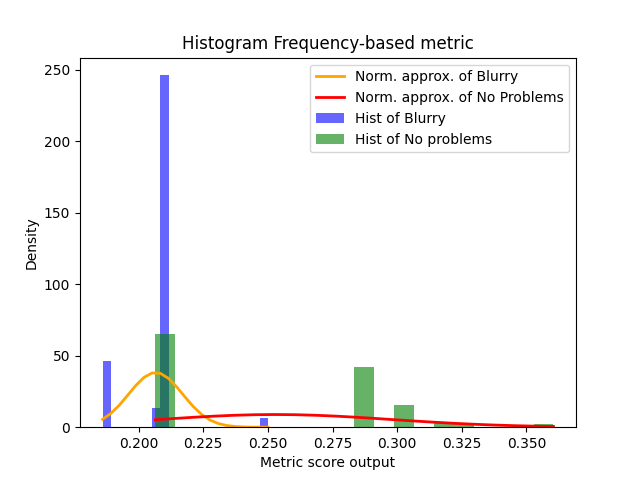 Histogram Frequency-based metric
Norm. approx. of Blurry
Norm. approx. of No Problems
Hist of Blurry
Hist of No problems
250
200
150
100
50
0
Density
0.200 0.225 0.250 0.275 0.300 0.325 0.350
Metric score output